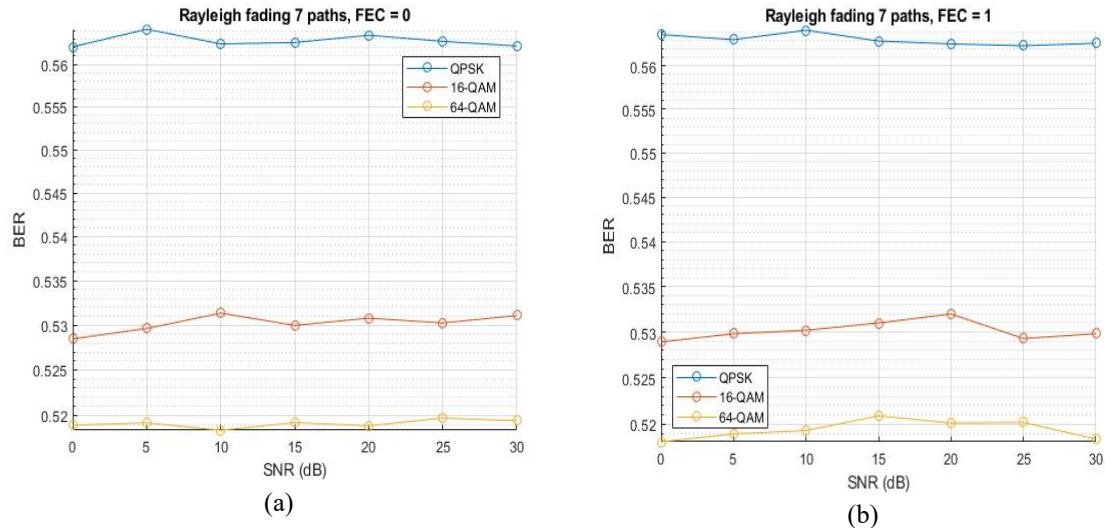 Rayleigh fading 7 paths, FEC = 0
0.56
0.555
0.55
0.545
0.54
0.535
0.53
0.525
0.52
BER
QPSK
16-QAM
64-QAM
0 5 10 15 20 25 30
SNR (dB)
(a)
Rayleigh fading 7 paths, FEC = 1
0.56
0.555
0.55
0.545
0.54
0.535
0.53
0.525
0.52
BER
QPSK
16-QAM
64-QAM
0 5 10 15 20 25 30
SNR (dB)
(b)